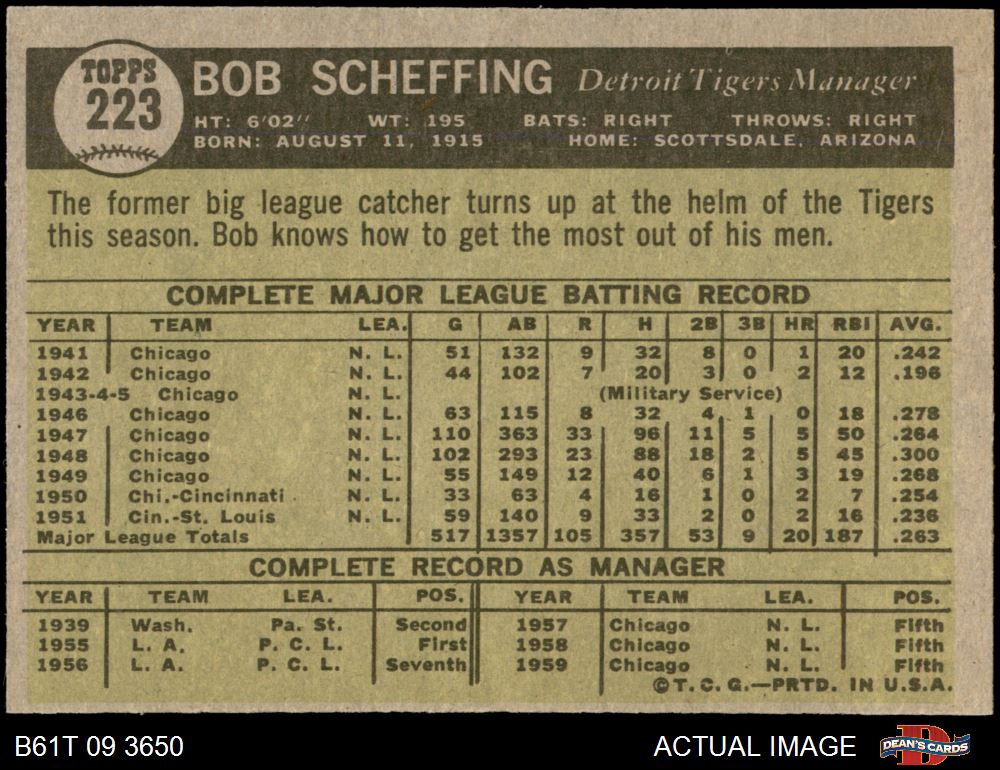 TOPPS
223
BOB SCHEFFING Detroit Tigers Manager
HT: 6'02" WT: 195 BATS: RIGHT THROWS: RIGHT
BORN: AUGUST 11, 1915 HOME: SCOTTSDALE, ARIZONA
The former big league catcher turns up at the helm of the Tigers
this season. Bob knows how to get the most out of his men.
COMPLETE MAJOR LEAGUE BATTING RECORD
YEAR TEAM LEA. G AB R H 2B 3B HR RBI AVG.
1941 Chicago N. L. 51 132 9 32 8 0 1 20 .242
1942 Chicago N. L. 44 102 7 20 3 0 2 12 .196
1943-4-5 Chicago N. L. (Military Service)
1946 Chicago N. L. 63 115 8 32 4 1 0 18 .278
1947 Chicago N. L. 110 363 33 96 11 5 5 50 .264
1948 Chicago N. L. 102 293 23 88 18 2 5 45 .300
1949 Chicago N. L. 55 149 12 40 6 1 3 19 .268
1950 Chi.-Cincinnati N. L. 33 63 4 16 1 0 2 7 .254
1951 Cin.-St. Louis N. L. 59 140 9 33 2 0 2 16 .236
Major League Totals 517 1357 105 357 53 9 20 187 .263
COMPLETE RECORD AS MANAGER
YEAR TEAM LEA. POS. YEAR TEAM LEA. POS.
1939 Wash. Pa. St. Second 1957 Chicago N. L. Fifth
1955 L. A. P. C. L. First 1958 Chicago N. L. Fifth
1956 L. A. P. C. L. Seventh 1959 Chicago N. L. Fifth
©T. C. G.—PRTD. IN U.S.A.
B61T 09 3650 ACTUAL IMAGE DEAN'S CARDS